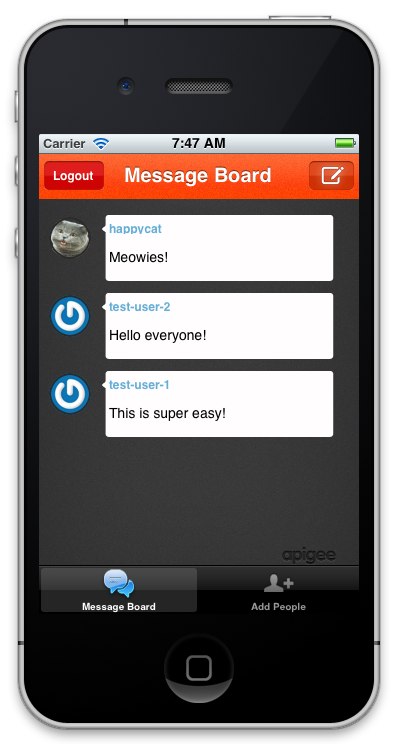 Carrier 7:47 AM
Logout Message Board
happycat
Meowies!
test-user-2
Hello everyone!
test-user-1
This is super easy!
apigee
Message Board Add People